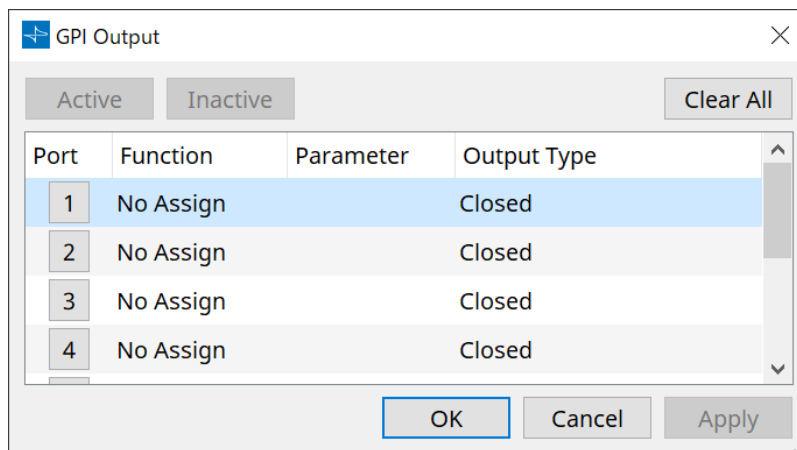 GPI Output
Active Inactive Clear All
Port Function Parameter Output Type
1 No Assign Closed
2 No Assign Closed
3 No Assign Closed
4 No Assign Closed
OK Cancel Apply